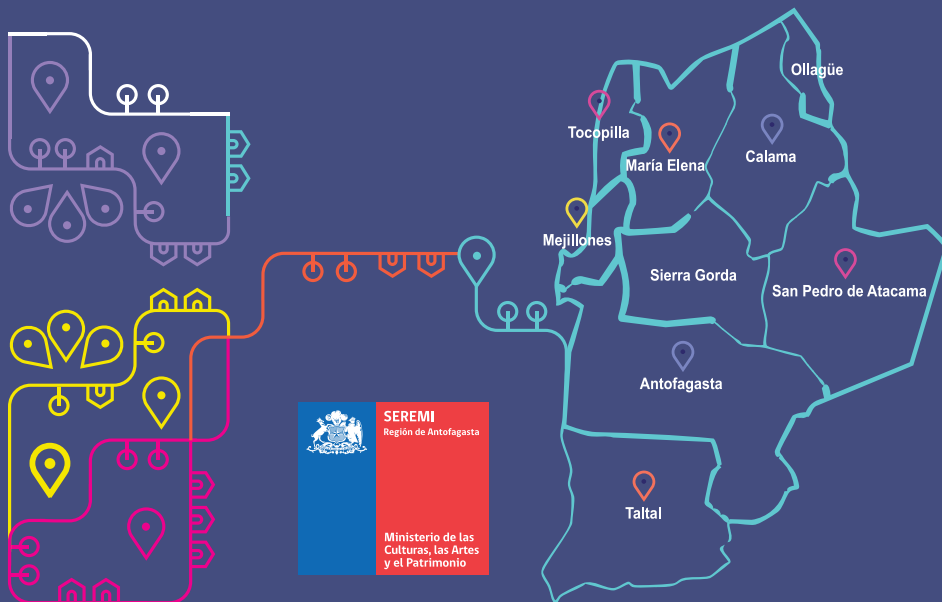 Ollagüe
Tocopilla
María Elena
Calama
Mejillones
Sierra Gorda
San Pedro de Atacama
Antofagasta
Taltal
SEREMI
Región de Antofagasta
Ministerio de las
Culturas, las Artes
y el Patrimonio